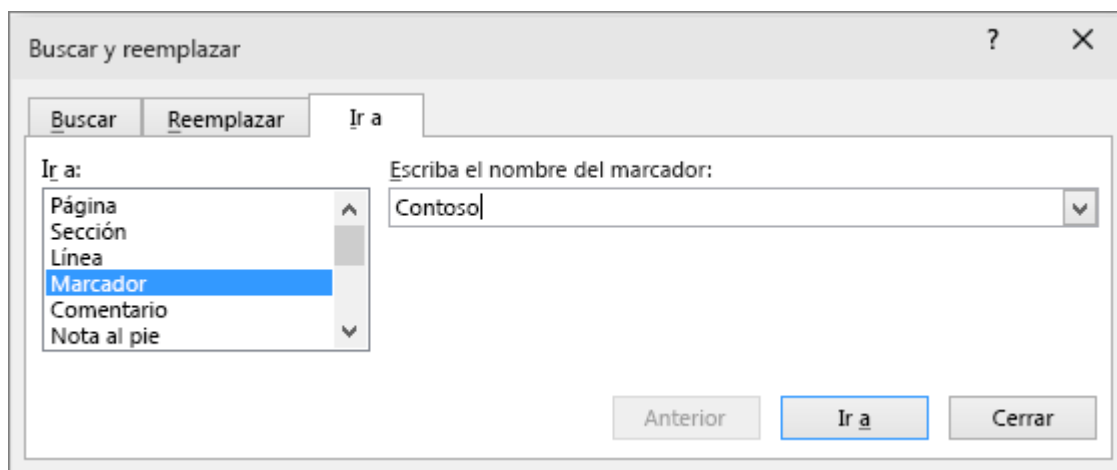 Buscar y reemplazar ?
Buscar Reemplazar Ir a
Ir a:
Página
Sección
Línea
Marcador
Comentario
Nota al pie
Escriba el nombre del marcador:
Contoso
Anterior Ir a Cerrar